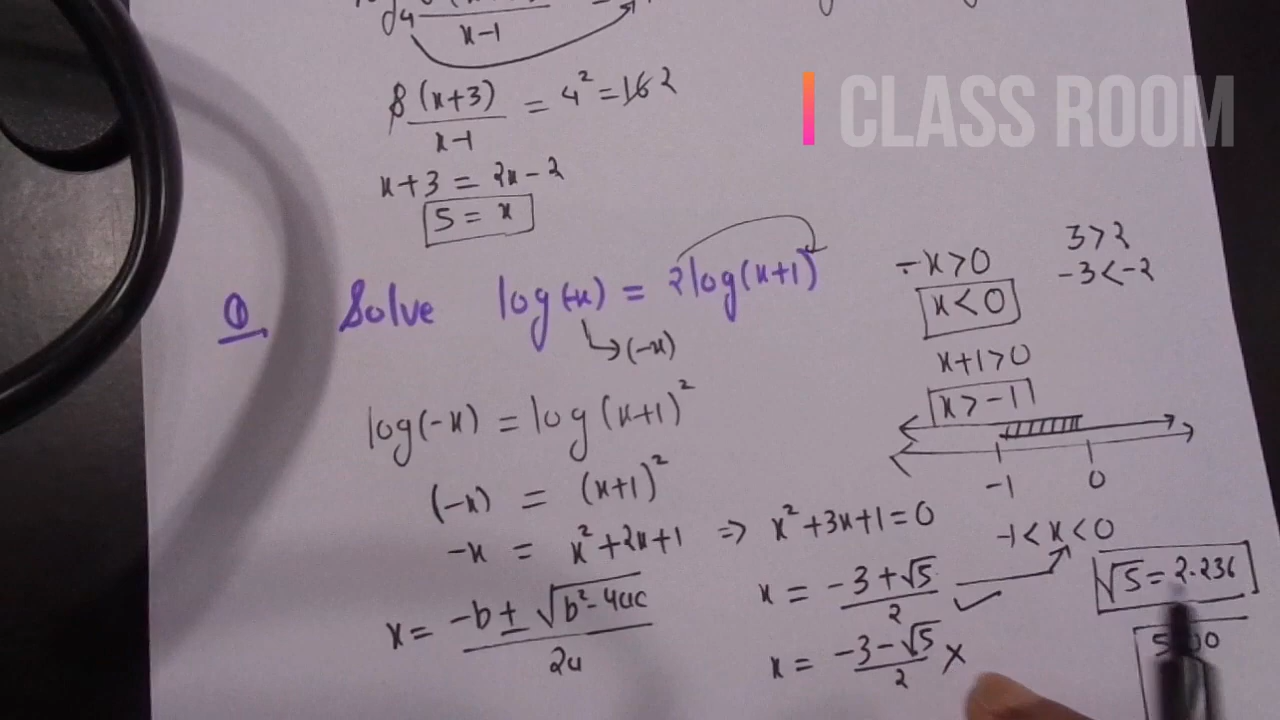 x-1
CLASS ROOM
8(x+3)/x-1 = 4² = 16 2
x+3 = 2x-2
5 = x
Q. Solve log(-x) = 2log(x+1)
→(-x)
-x>0
x<0
3>2
-3<-2
x+1>0
x>-1
-1 0
-1<x<0
log(-x) = log(x+1)²
(-x) = (x+1)²
-x = x²+2x+1 => x²+3x+1=0
x = -b±√b²-4ac/2a
x = -3+√5/2 ✓
x = -3-√5/2 ×
√5=2.236